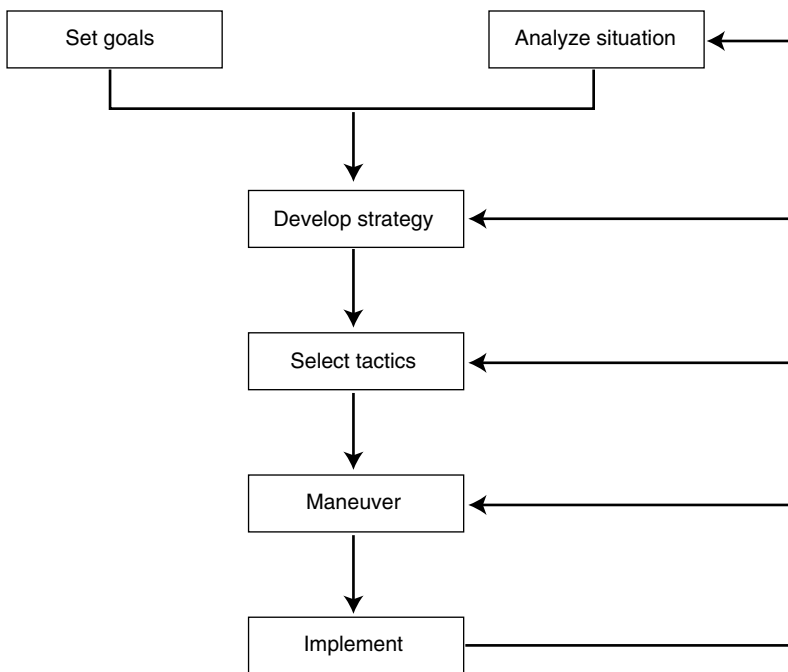 Set goals
Analyze situation
Develop strategy
Select tactics
Maneuver
Implement